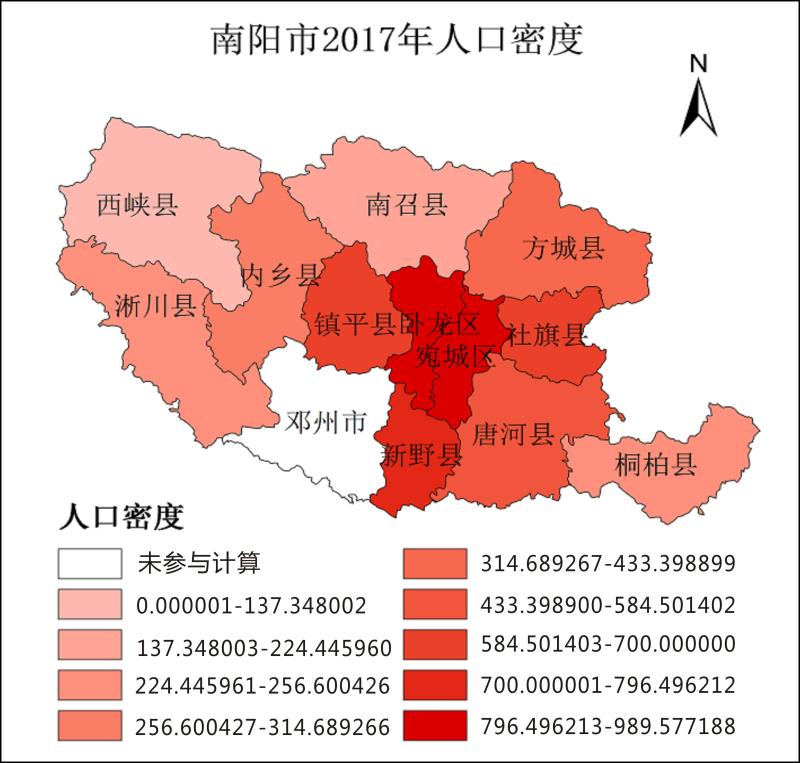 南阳市2017年人口密度
N
西峡县
南召县
方城县
内乡县
淅川县
镇平县
卧龙区
社旗县
宛城区
邓州市
唐河县
新野县
桐柏县
人口密度
未参与计算
0.000001-137.348002
137.348003-224.445960
224.445961-256.600426
256.600427-314.689266
314.689267-433.398899
433.398900-584.501402
584.501403-700.000000
700.000001-796.496212
796.496213-989.577188